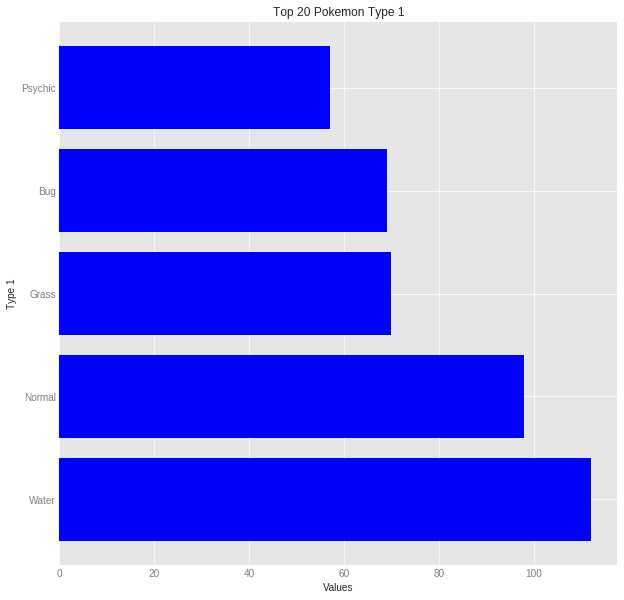 Top 20 Pokemon Type 1
Psychic
Bug
Grass
Normal
Water
Type 1
0 20 40 60 80 100
Values